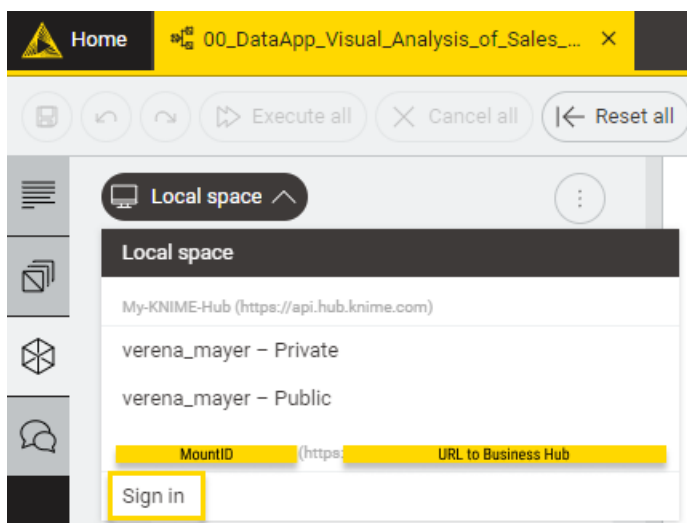 Home 00_DataApp_Visual_Analysis_of_Sales_...
Execute all Cancel all Reset all
Local space
Local space
My-KNIME-Hub (https://api.hub.knime.com)
verena_mayer – Private
verena_mayer – Public
MountID (https: URL to Business Hub
Sign in